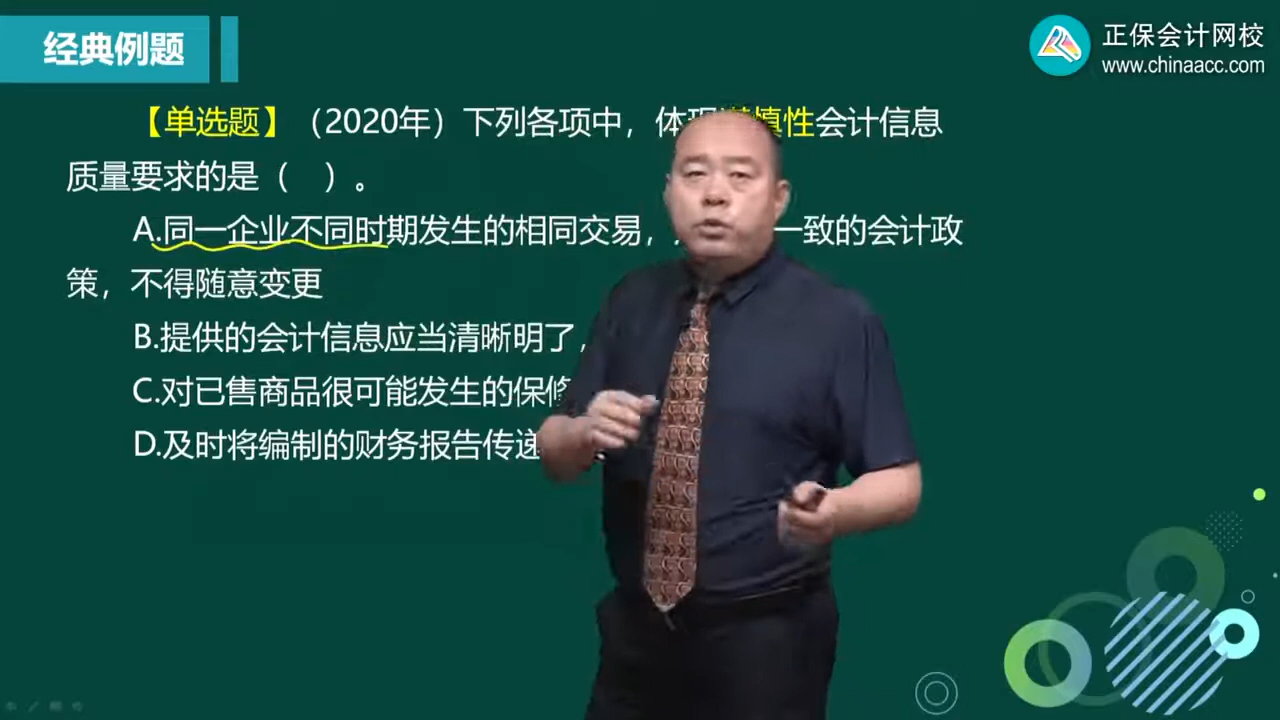 经典例题
正保会计网校
www.chinaacc.com
【单选题】（2020年）下列各项中，体现谨慎性会计信息
质量要求的是（ ）。
A.同一企业不同时期发生的相同交易，一致的会计政
策，不得随意变更
B.提供的会计信息应当清晰明了，
C.对已售商品很可能发生的保修
D.及时将编制的财务报告传递